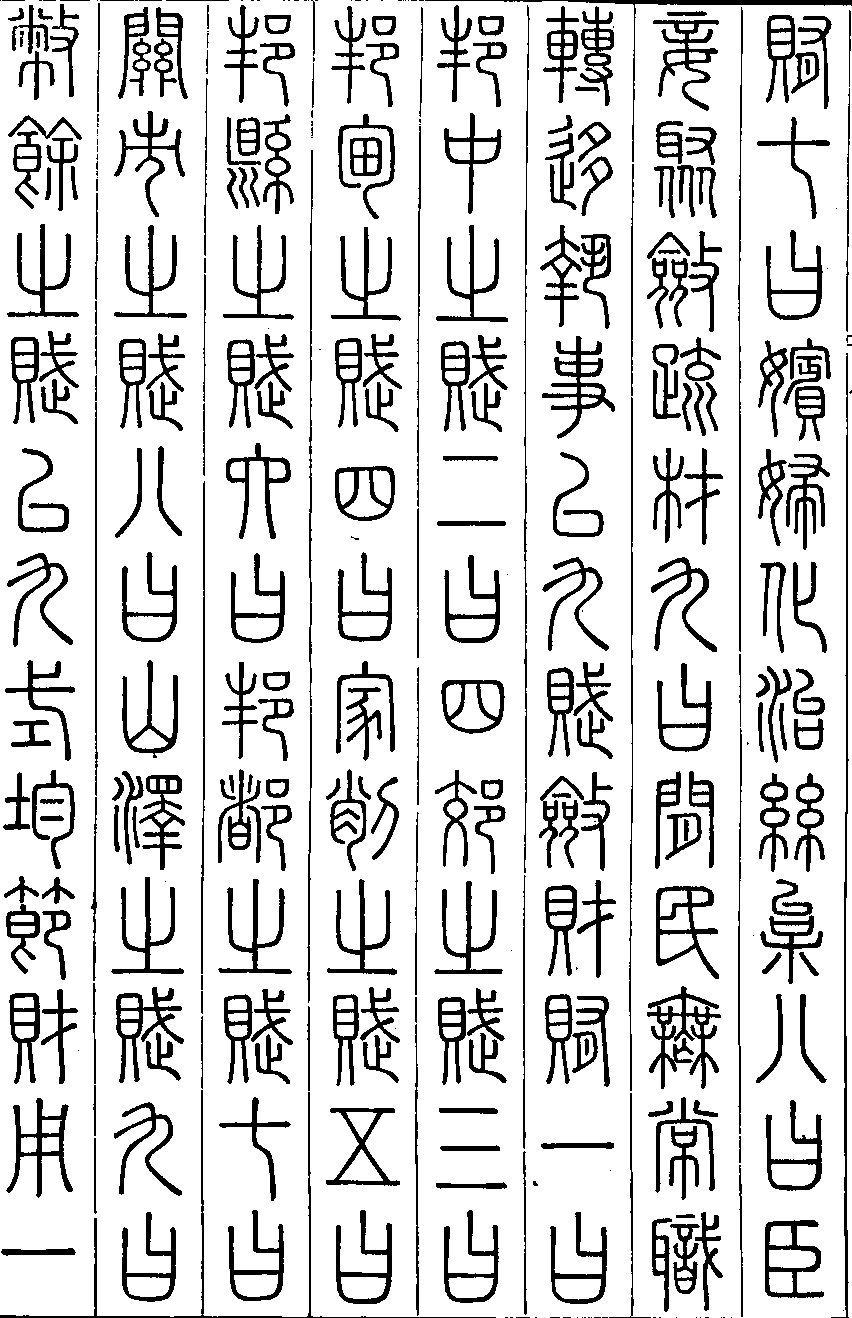 賄七曰嬪婦化治絲枲八曰臣
妾聚斂疏材九曰閒民無常職
轉迻執事以九賦斂財賄一曰
邦中之賦二曰四郊之賦三曰
邦甸之賦四曰家削之賦五曰
邦縣之賦六曰邦都之賦七曰
關市之賦八曰山澤之賦九曰
幣餘之賦以九式均節財用一